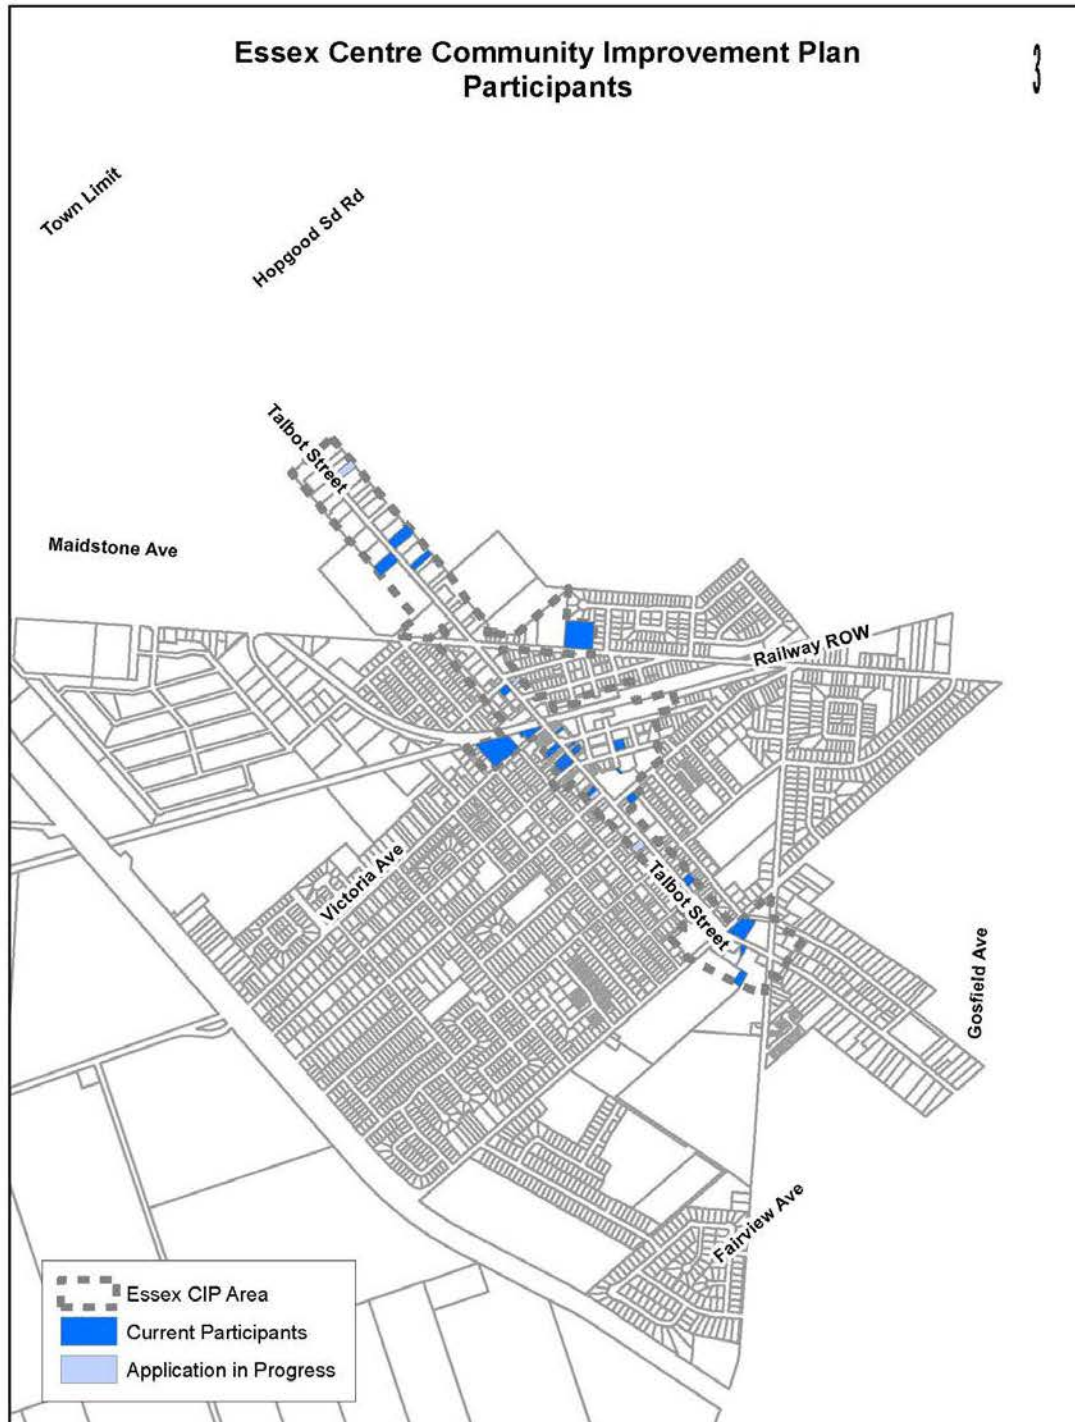 Essex Centre Community Improvement Plan
Participants
3
Town Limit
Hopgood Sd Rd
Talbot Street
Maidstone Ave
Railway ROW
Victoria Ave
Talbot Street
Gosfield Ave
Fairview Ave
Essex CIP Area
Current Participants
Application in Progress